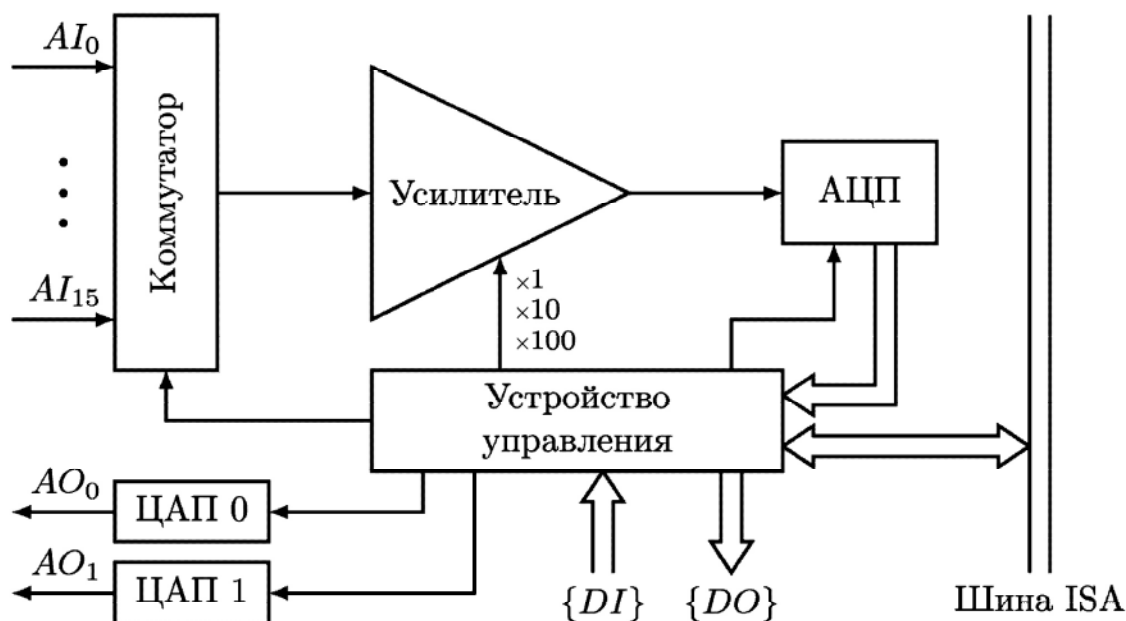 AI₀
AI₁₅
Коммутатор
Усилитель
×1
×10
×100
АЦП
Устройство
управления
AO₀
ЦАП 0
AO₁
ЦАП 1
{DI}
{DO}
Шина ISA